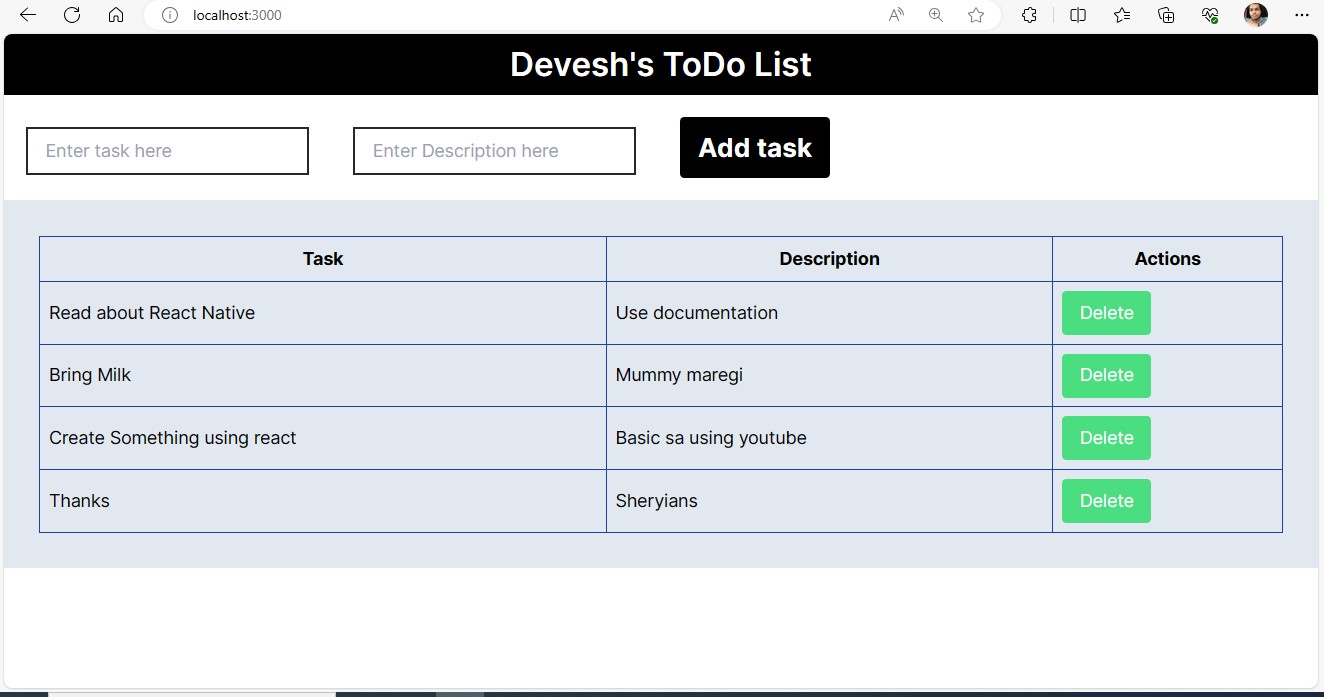 localhost:3000
Devesh's ToDo List
Enter task here Enter Description here Add task
Task Description Actions
Read about React Native Use documentation Delete
Bring Milk Mummy maregi Delete
Create Something using react Basic sa using youtube Delete
Thanks Sheryians Delete